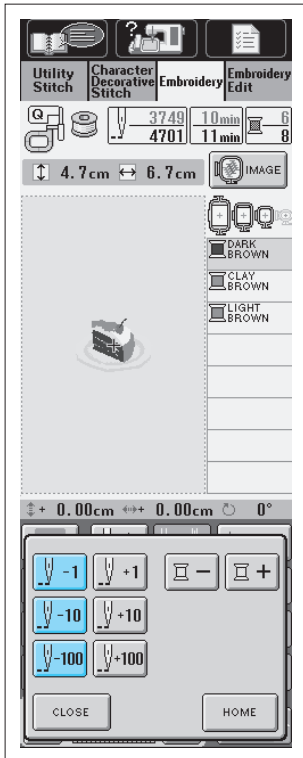 Utility Stitch
Character Decorative Stitch
Embroidery
Embroidery Edit
Q
3749
4701
10min
11min
6
8
4.7cm
6.7cm
IMAGE
DARK BROWN
CLAY BROWN
LIGHT BROWN
+ 0.00cm
+ 0.00cm
0°
-1
+1
−
+
-10
+10
-100
+100
CLOSE
HOME